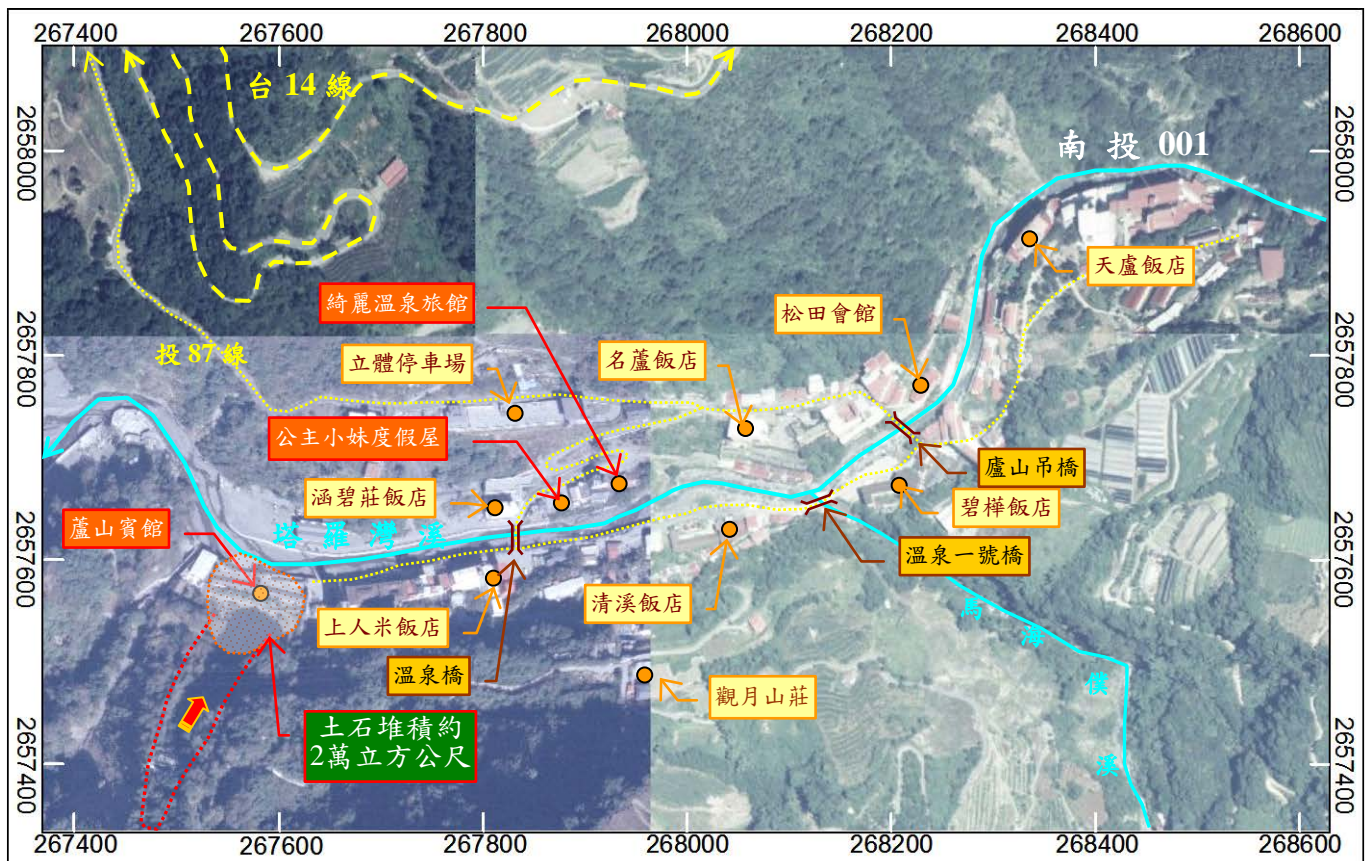 267400 267600 267800 268000 268200 268400 268600
2658000
2658000
台 14 線
南 投 001
天盧飯店
綺麗溫泉旅館
松田會館
投 87 線
立體停車場
名蘆飯店
2657800
2657800
公主小妹度假屋
廬山吊橋
涵碧莊飯店
碧樺飯店
蘆山賓館
塔 羅 灣 溪
溫泉一號橋
2657600
2657600
清溪飯店
馬 海 僕 溪
上人米飯店
溫泉橋
觀月山莊
土石堆積約
2萬立方公尺
2657400
2657400
267400 267600 267800 268000 268200 268400 268600